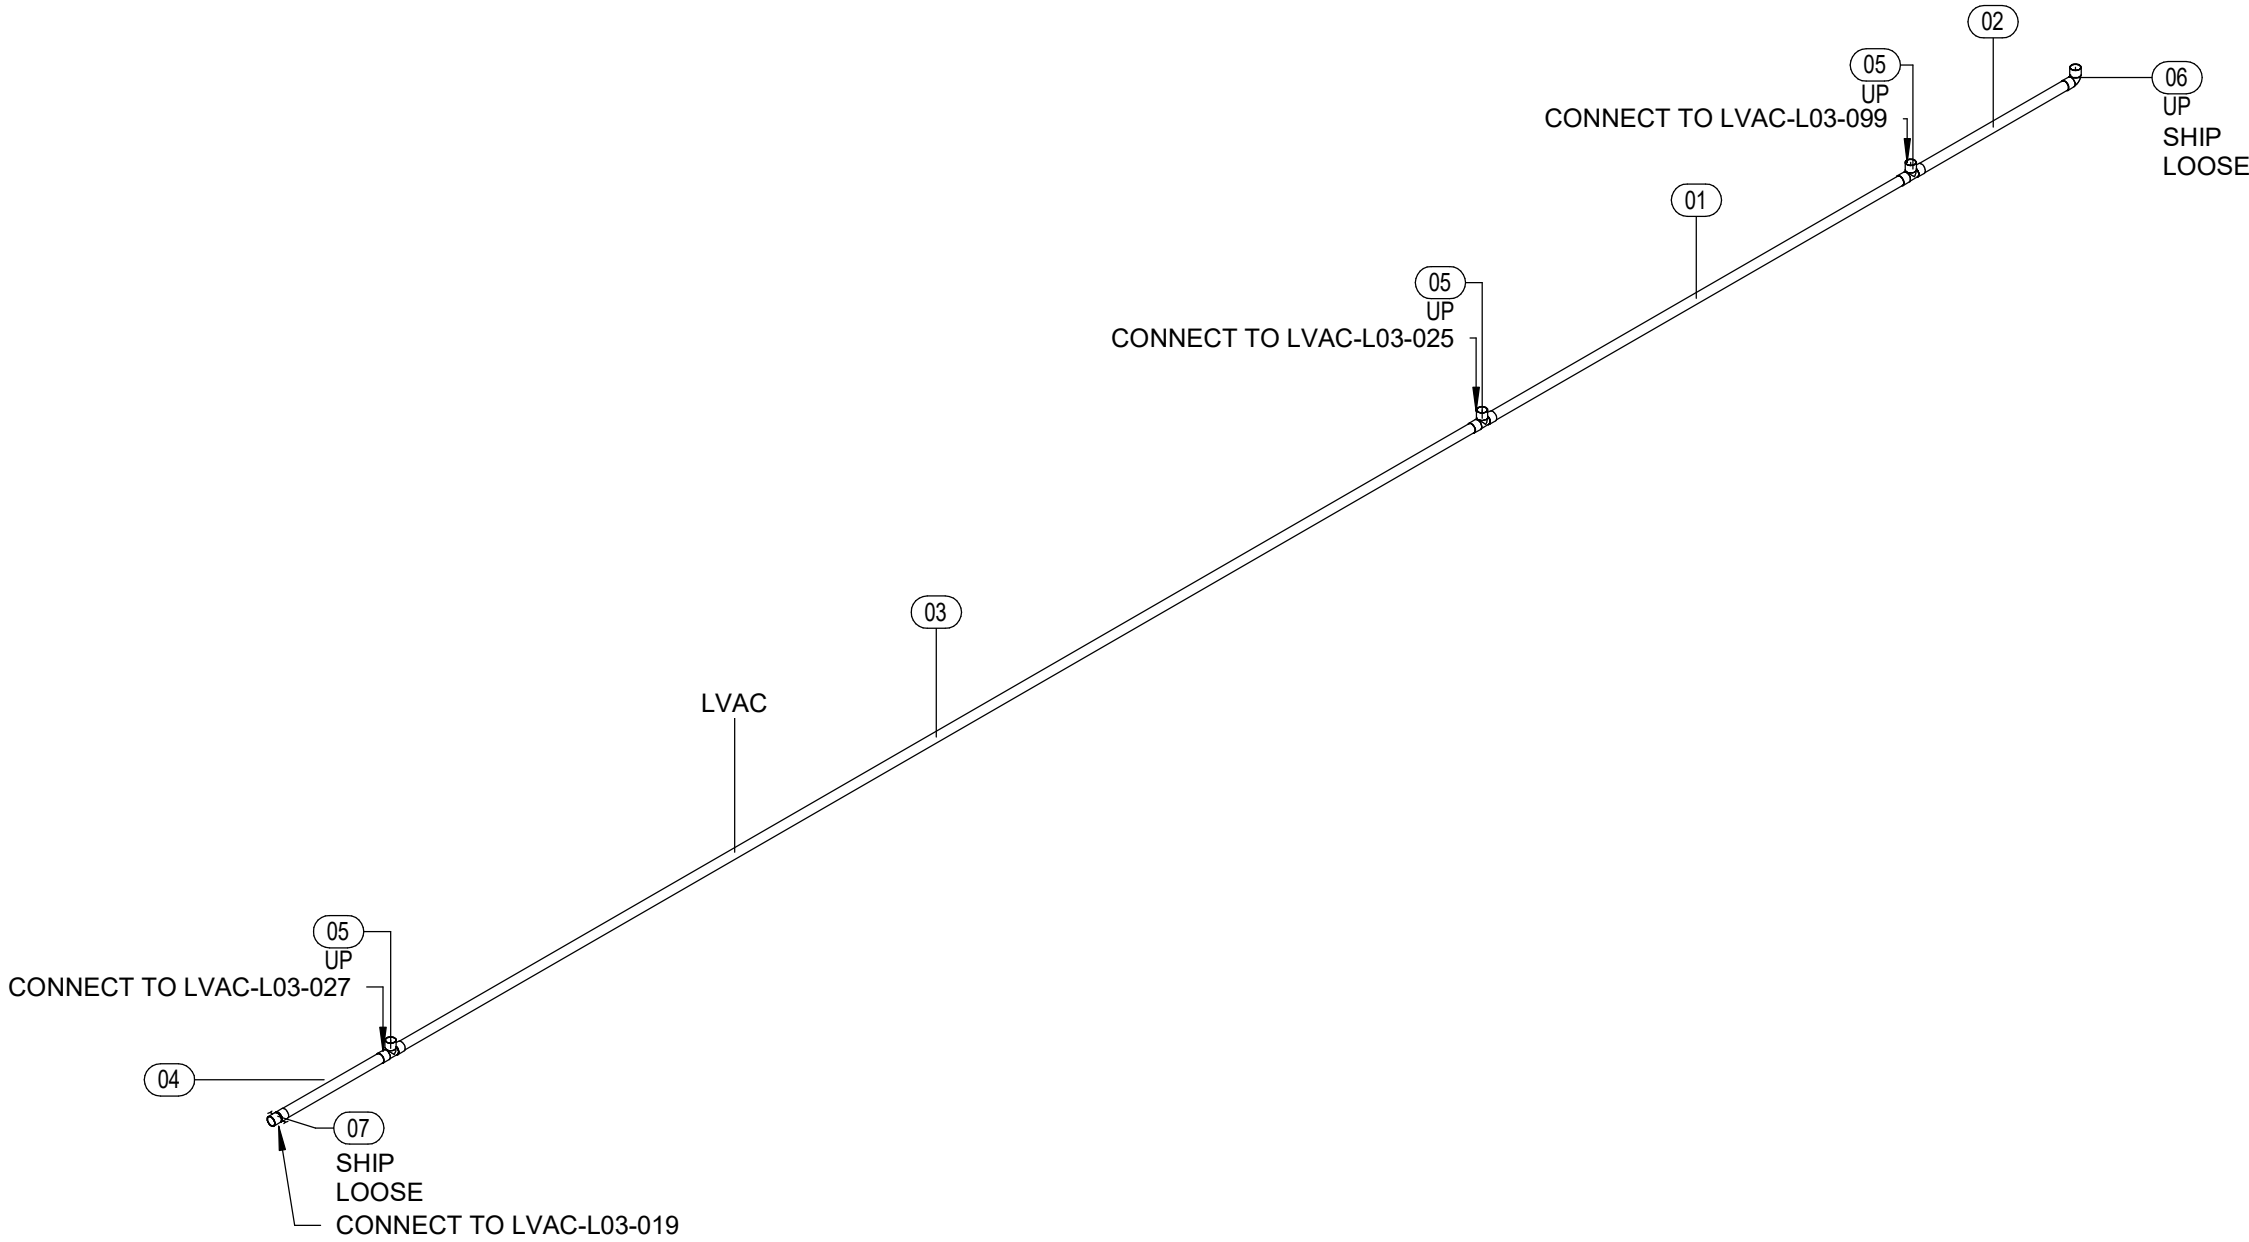 02
05
UP
CONNECT TO LVAC-L03-099
06
UP
SHIP
LOOSE
01
05
UP
CONNECT TO LVAC-L03-025
03
LVAC
05
UP
CONNECT TO LVAC-L03-027
04
07
SHIP
LOOSE
CONNECT TO LVAC-L03-019